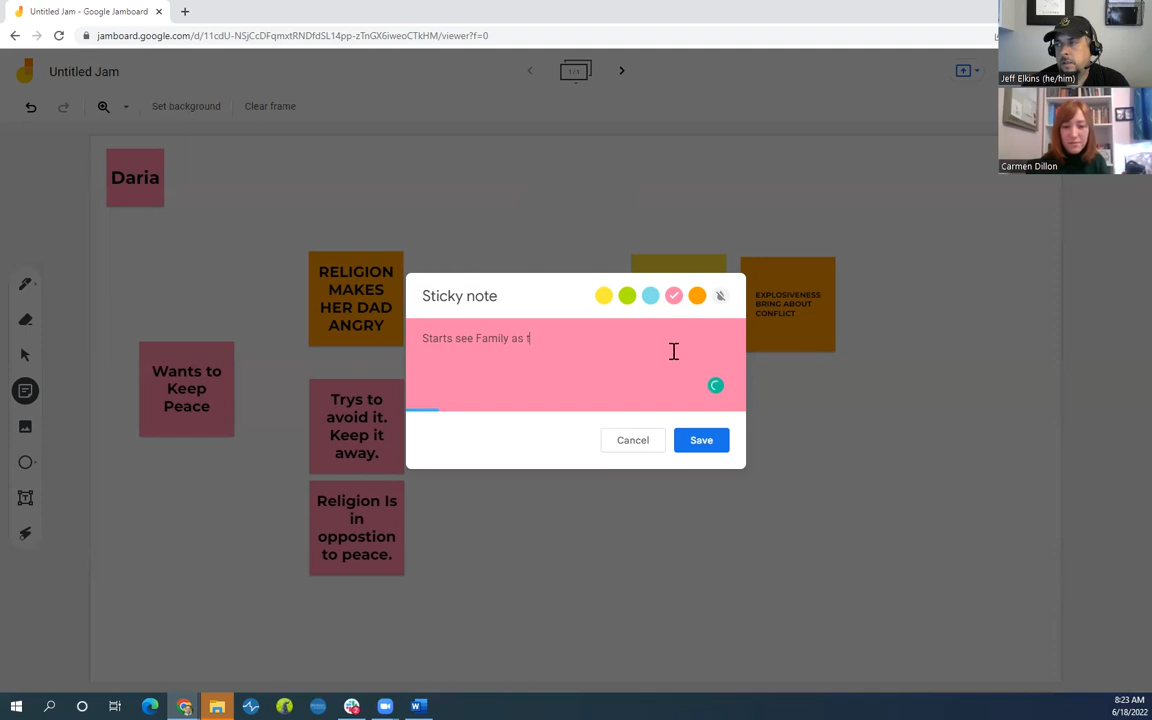 Untitled Jam - Google Jamboard
jamboard.google.com/d/11cdU-NSjCcDFqmxtRNDfdSL14pp-zTnGX6iweoCTkHM/viewer?f=0
Untitled Jam
1/1
Set background
Clear frame
Jeff Elkins (he/him)
Carmen Dillon
Daria
RELIGION
MAKES
HER DAD
ANGRY
EXPLOSIVENESS
BRING ABOUT
CONFLICT
Sticky note
Starts see Family as t
Cancel
Save
Wants to
Keep
Peace
Trys to
avoid it.
Keep it
away.
Religion Is
in
oppostion
to peace.
8:23 AM
6/18/2022